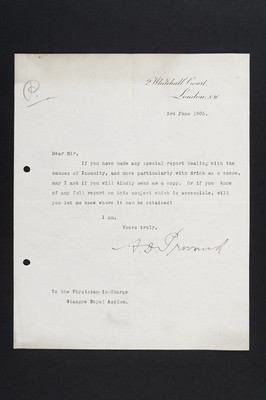 P.
2 Whitehall Court,
London, S.W.
3rd June 1905.
Dear Sir,
If you have made any special report dealing with the
causes of Insanity, and more particularly with drink as a cause,
may I ask if you will kindly send me a copy. Or if you know
of any full report on this subject which is accessible, will
you let me know where it can be obtained?
I am,
Yours truly,
A. D. Provand
To the Physician-in-Charge
Glasgow Royal Asylum.